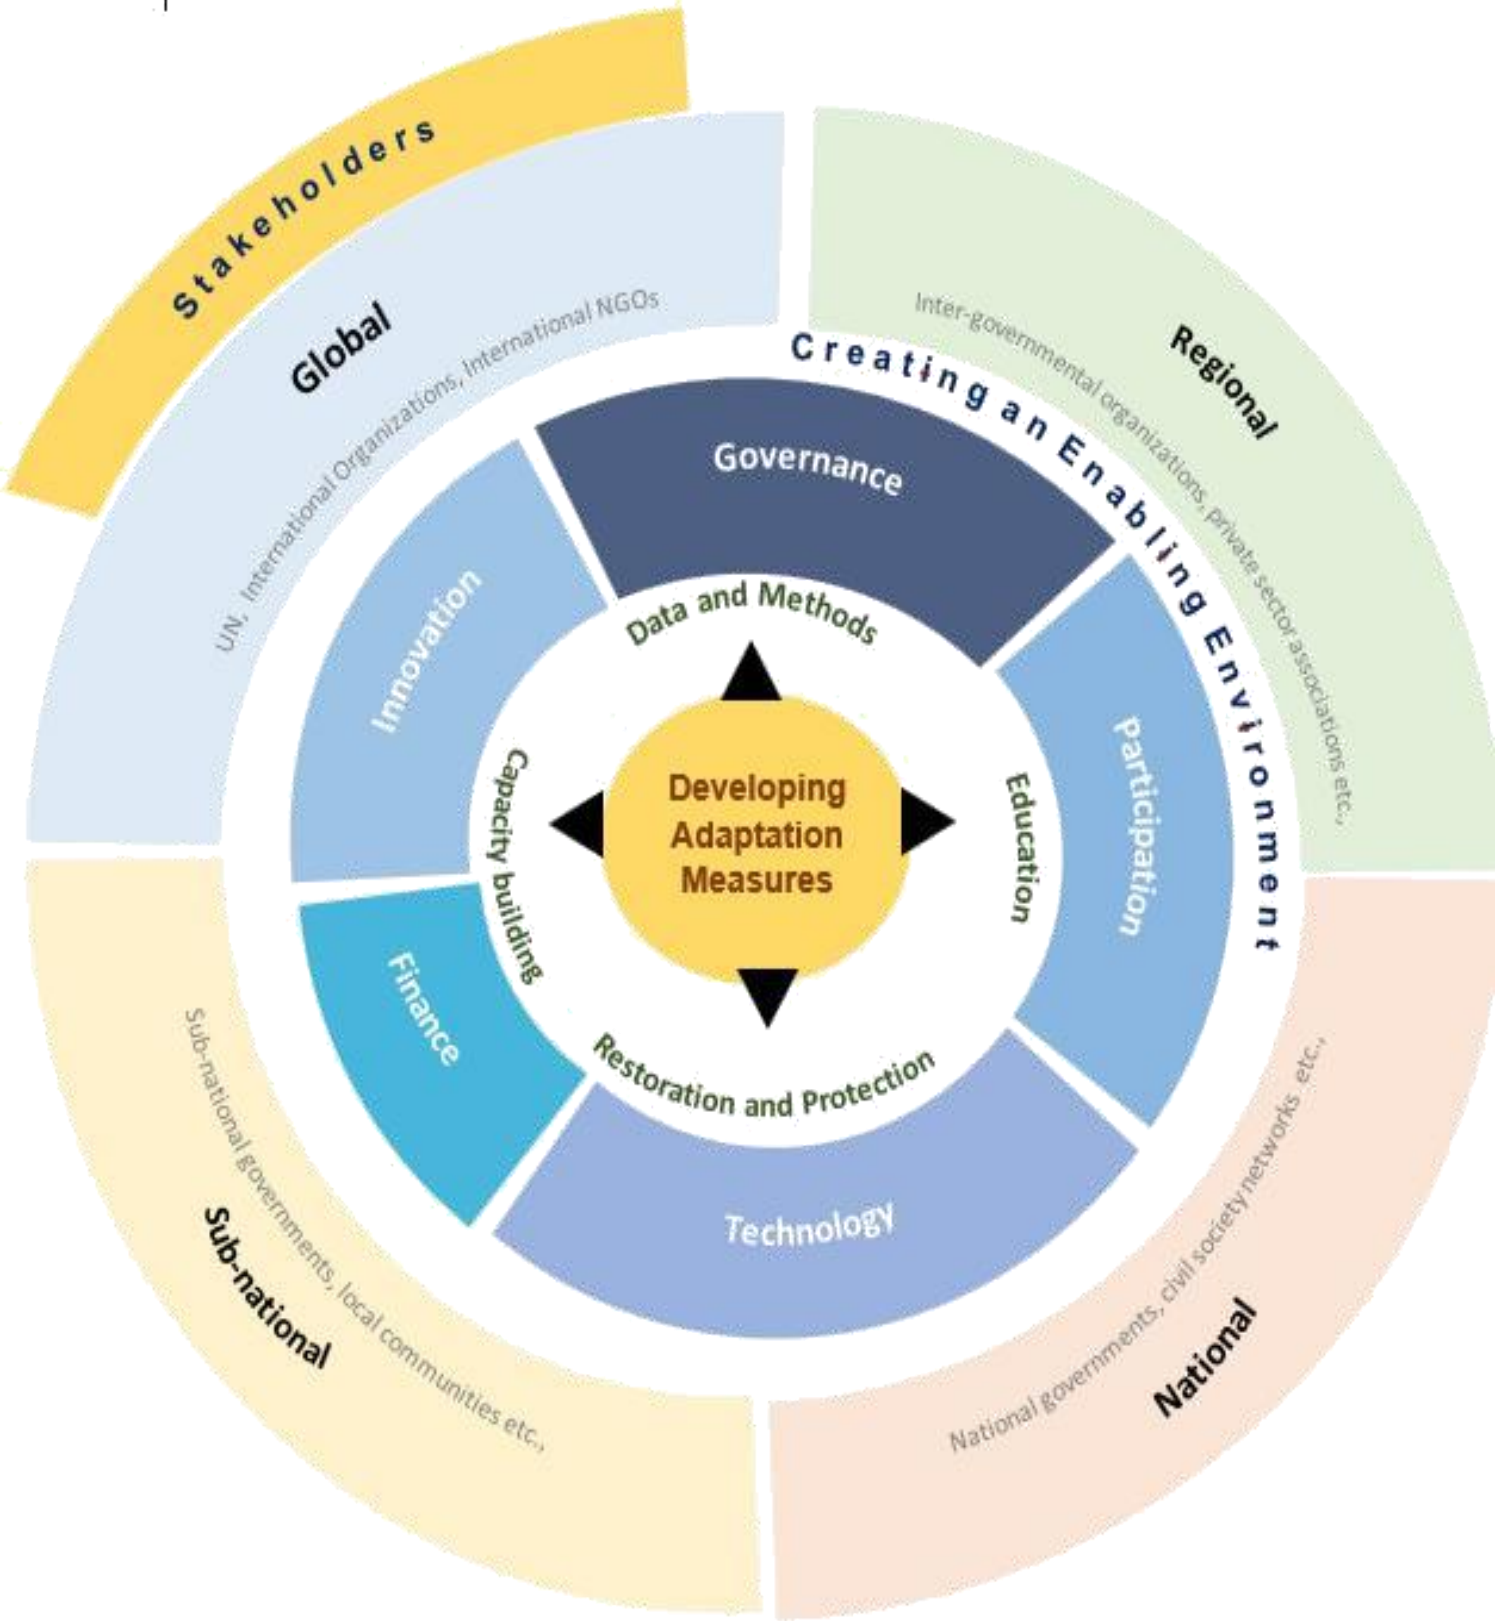 Stakeholders
Global
UN, International Organizations, International NGOs
Regional
Inter-governmental organizations, private sector associations etc.,
Creating an Enabling Environment
Governance
Innovation
Participation
Finance
Technology
Data and Methods
Capacity building
Education
Restoration and Protection
Developing
Adaptation
Measures
Sub-national
Sub-national governments, local communities etc.,
National
National governments, civil society networks etc.,